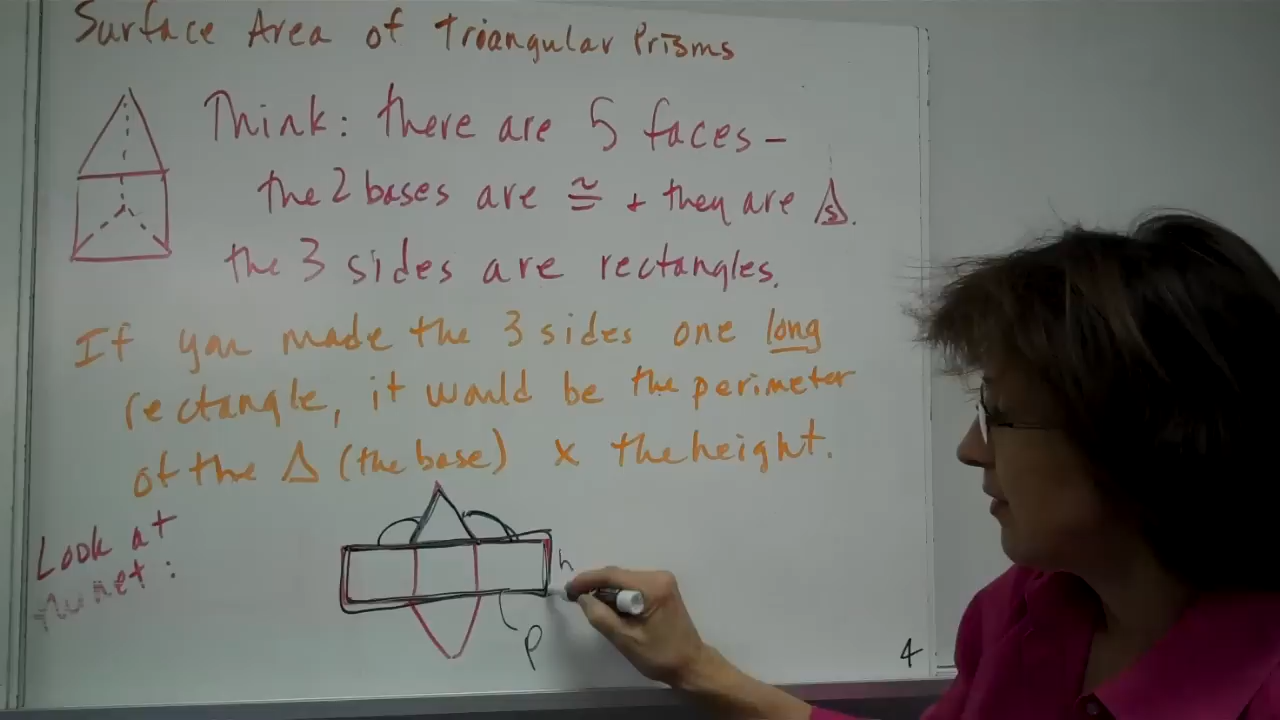 Surface Area of Triangular Prisms
Think: there are 5 faces -
the 2 bases are ≅ + they are △s.
the 3 sides are rectangles.
If you made the 3 sides one long
rectangle, it would be the perimeter
of the △ (the base) x the height.
Look at
the net:
h
p
4